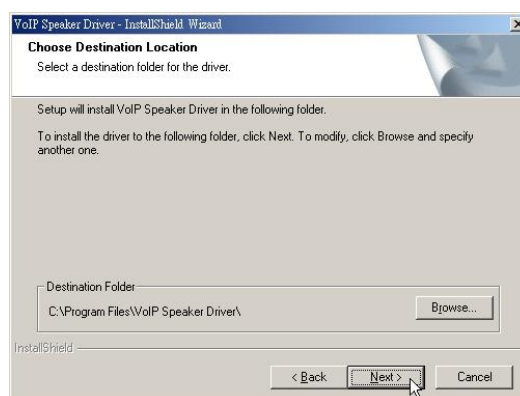 VoIP Speaker Driver - InstallShield Wizard
Choose Destination Location
Select a destination folder for the driver.
Setup will install VoIP Speaker Driver in the following folder.
To install the driver to the following folder, click Next. To modify, click Browse and specify
another one.
Destination Folder
C:\Program Files\VoIP Speaker Driver\
Browse...
InstallShield
< Back
Next >
Cancel